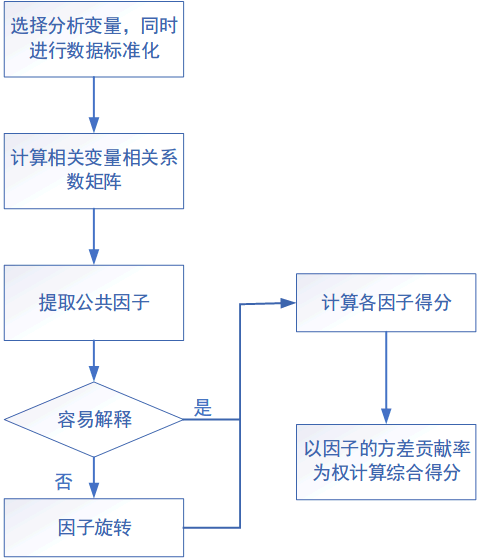 选择分析变量，同时
进行数据标准化
计算相关变量相关系
数矩阵
提取公共因子
容易解释
是
否
因子旋转
计算各因子得分
以因子的方差贡献率
为权计算综合得分